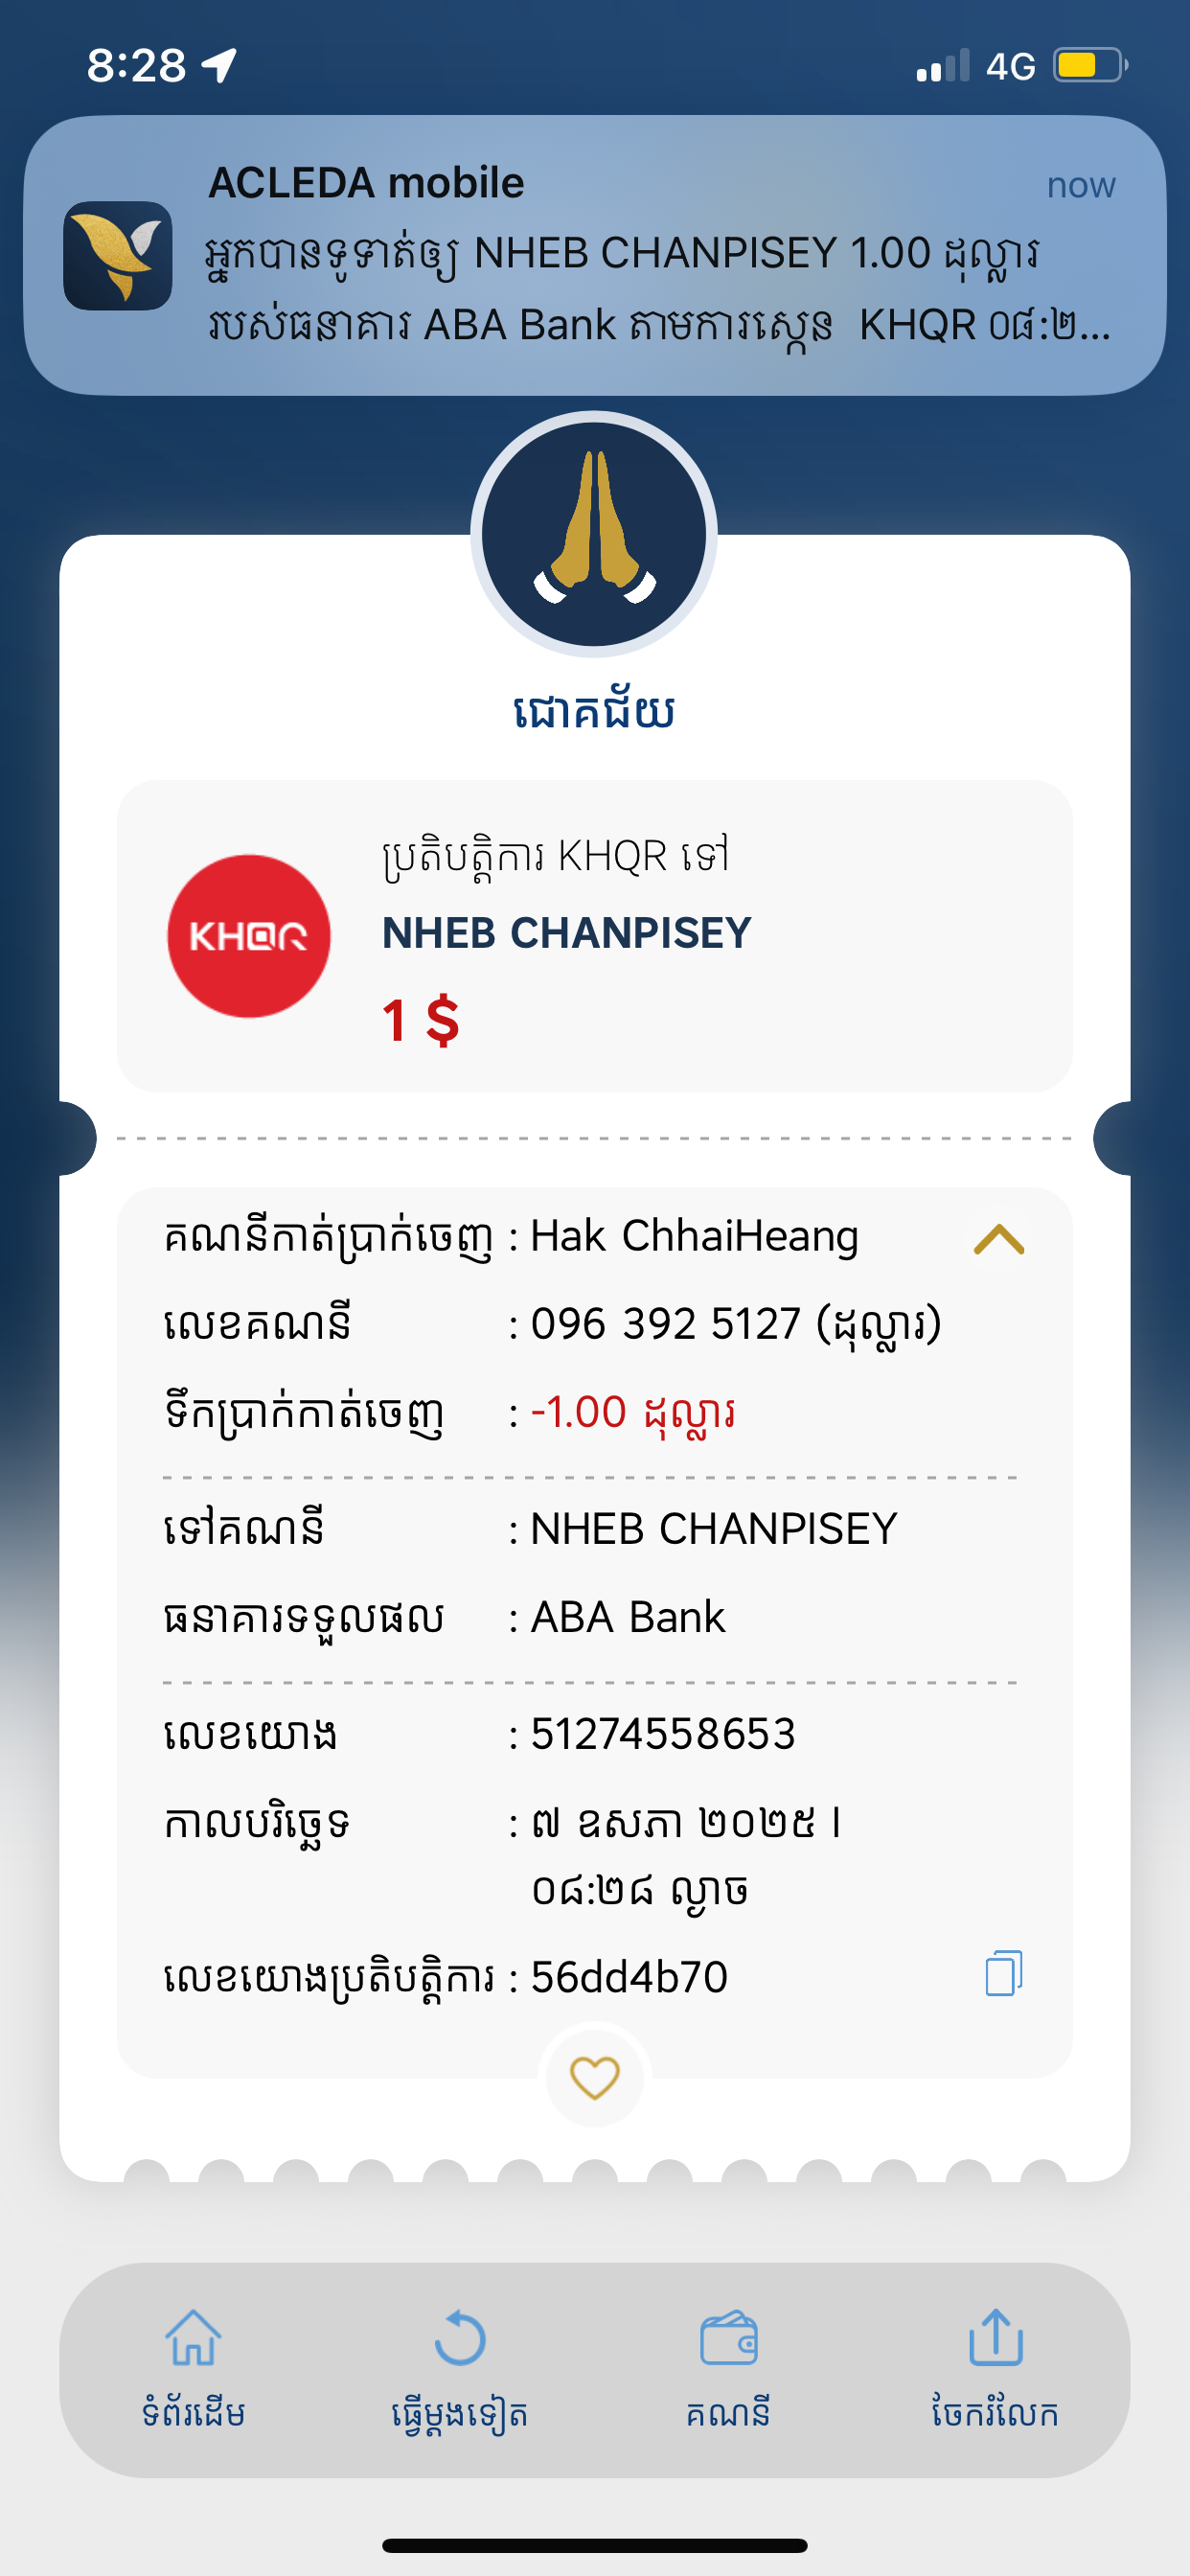 8:28
4G
ACLEDA mobile
now
អ្នកបានទូទាត់ឲ្យ NHEB CHANPISEY 1.00 ដុល្លារ
របស់ធនាគារ ABA Bank តាមការស្កេន KHQR ០៨:២...
ជោគជ័យ
ប្រតិបត្តិការ KHQR ទៅ
KHQR
NHEB CHANPISEY
1 $
គណនីកាត់ប្រាក់ចេញ : Hak ChhaiHeang
លេខគណនី : 096 392 5127 (ដុល្លារ)
ទឹកប្រាក់កាត់ចេញ : -1.00 ដុល្លារ
ទៅគណនី : NHEB CHANPISEY
ធនាគារទទួលផល : ABA Bank
លេខយោង : 51274558653
កាលបរិច្ឆេទ : ៧ ឧសភា ២០២៥ |
០៨:២៨ ល្ងាច
លេខយោងប្រតិបត្តិការ : 56dd4b70
ទំព័រដើម
ធ្វើម្តងទៀត
គណនី
ចែករំលែក